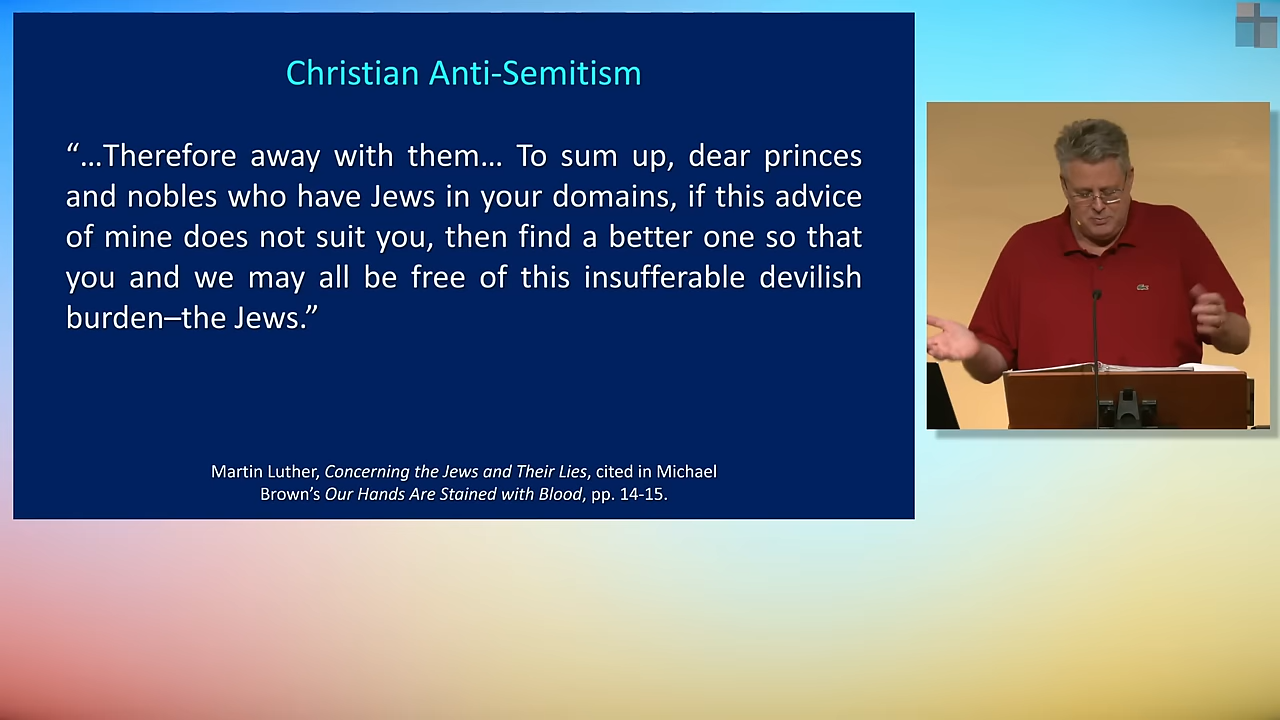 Christian Anti-Semitism
“…Therefore away with them… To sum up, dear princes
and nobles who have Jews in your domains, if this advice
of mine does not suit you, then find a better one so that
you and we may all be free of this insufferable devilish
burden–the Jews.”
Martin Luther, Concerning the Jews and Their Lies, cited in Michael
Brown’s Our Hands Are Stained with Blood, pp. 14-15.